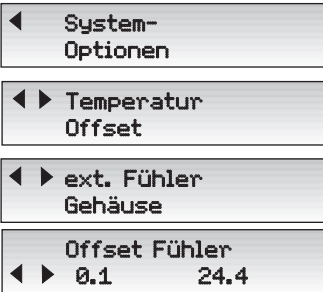 ◀ System-
Optionen
◀ ▶ Temperatur
Offset
◀ ▶ ext. Fühler
Gehäuse
Offset Fühler
◀ ▶ 0.1 24.4